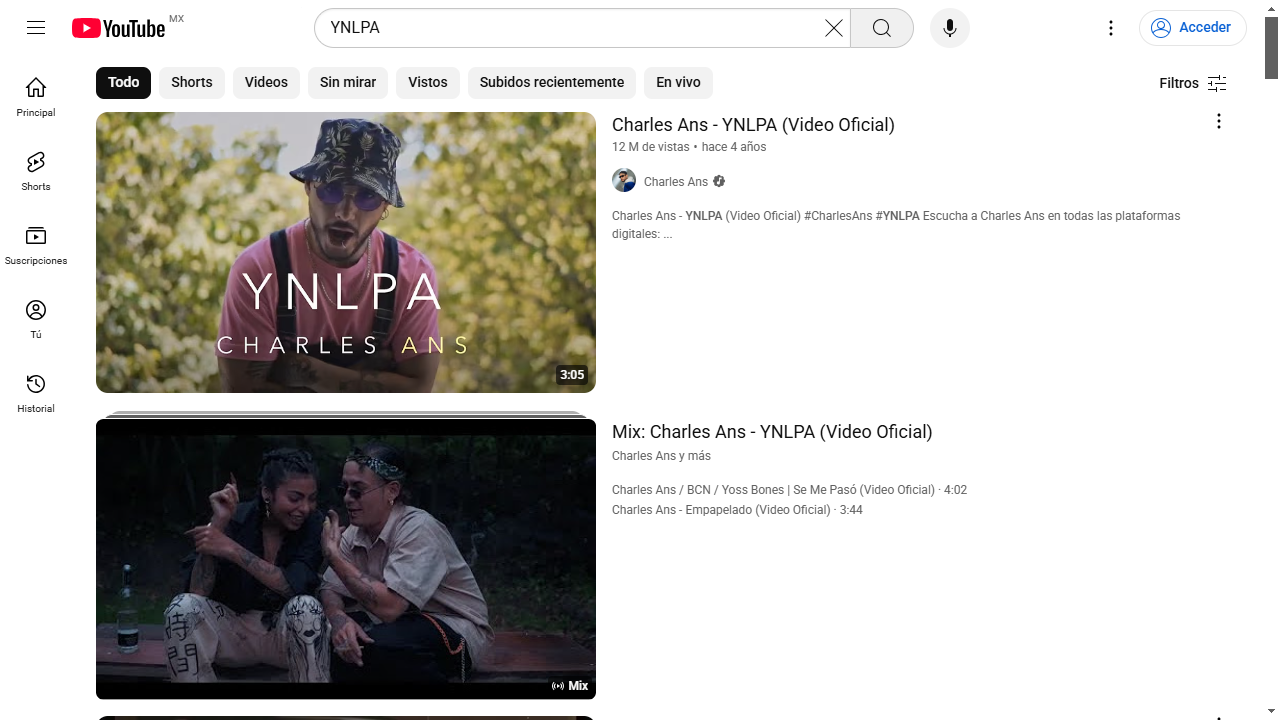 YouTube MX
YNLPA
Acceder
Principal
Shorts
Suscripciones
Tú
Historial
Todo
Shorts
Videos
Sin mirar
Vistos
Subidos recientemente
En vivo
Filtros
YNLPA
CHARLES ANS
3:05
Charles Ans - YNLPA (Video Oficial)
12 M de vistas • hace 4 años
Charles Ans
Charles Ans - YNLPA (Video Oficial) #CharlesAns #YNLPA Escucha a Charles Ans en todas las plataformas
digitales: ...
時
間
Mix
Mix: Charles Ans - YNLPA (Video Oficial)
Charles Ans y más
Charles Ans / BCN / Yoss Bones | Se Me Pasó (Video Oficial) · 4:02
Charles Ans - Empapelado (Video Oficial) · 3:44